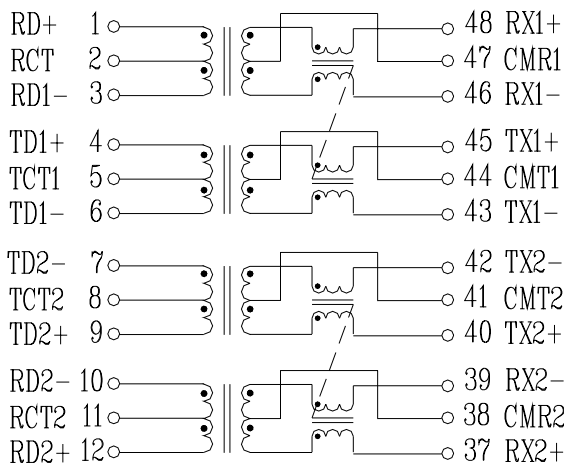 RD+ 1 48 RX1+
RCT 2 47 CMR1
RD1- 3 46 RX1-
TD1+ 4 45 TX1+
TCT1 5 44 CMT1
TD1- 6 43 TX1-
TD2- 7 42 TX2-
TCT2 8 41 CMT2
TD2+ 9 40 TX2+
RD2- 10 39 RX2-
RCT2 11 38 CMR2
RD2+ 12 37 RX2+